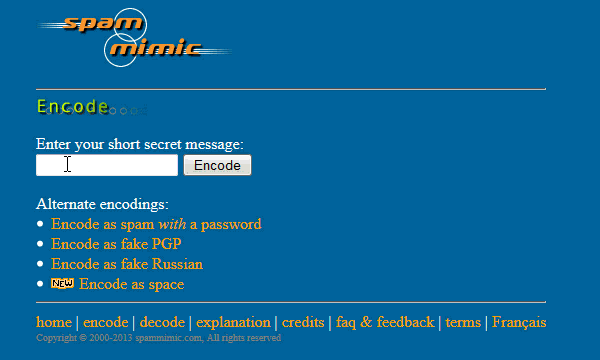 spam
mimic
Encode
Enter your short secret message:
Encode
Alternate encodings:
Encode as spam with a password
Encode as fake PGP
Encode as fake Russian
NEW Encode as space
home | encode | decode | explanation | credits | faq & feedback | terms | Français
Copyright © 2000-2013 spammimic.com, All rights reserved